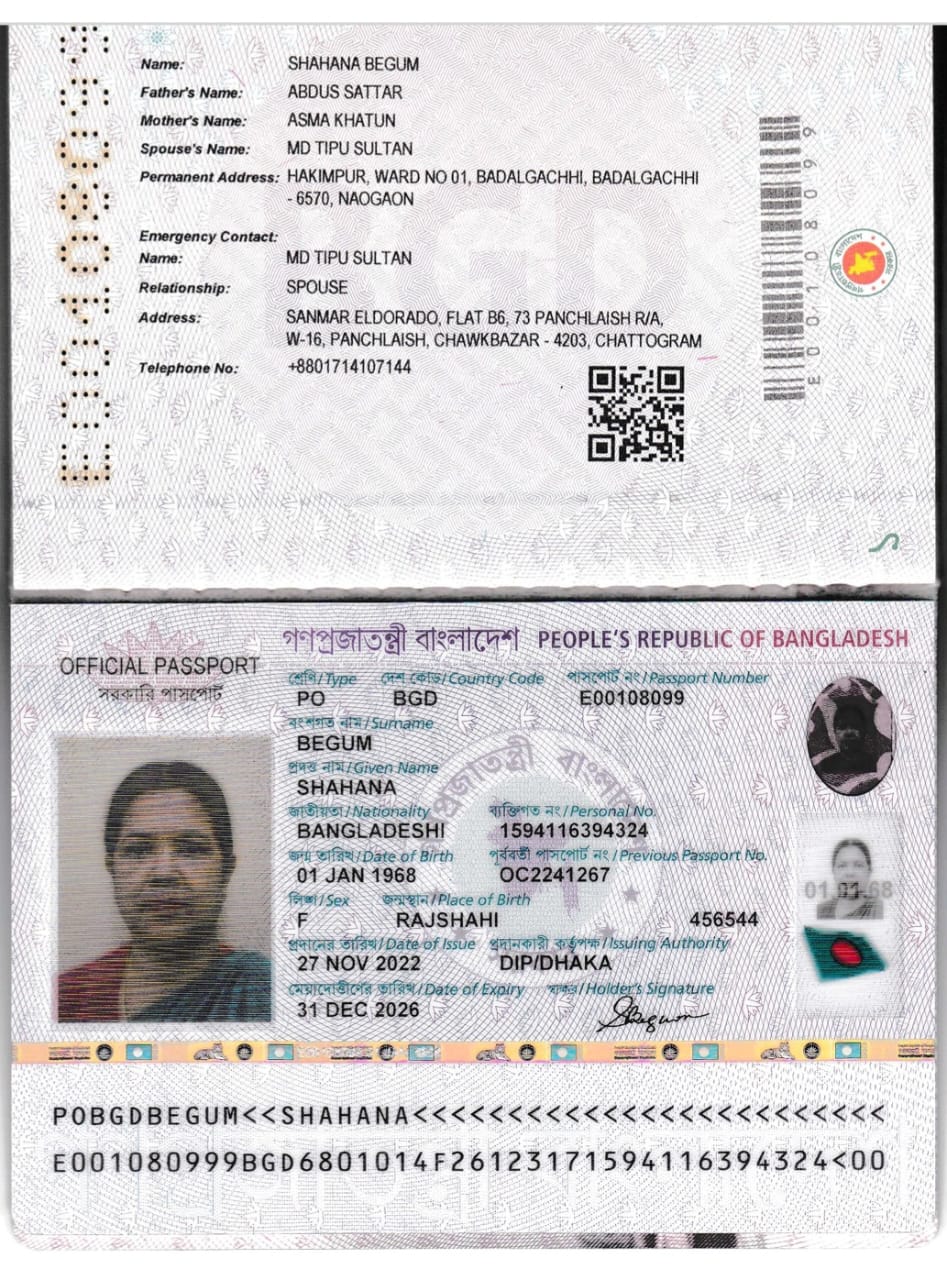 Name: SHAHANA BEGUM
Father's Name: ABDUS SATTAR
Mother's Name: ASMA KHATUN
Spouse's Name: MD TIPU SULTAN
Permanent Address: HAKIMPUR, WARD NO 01, BADALGACHHI, BADALGACHHI
- 6570, NAOGAON
Emergency Contact:
Name: MD TIPU SULTAN
Relationship: SPOUSE
Address: SANMAR ELDORADO, FLAT B6, 73 PANCHLAISH R/A,
W-16, PANCHLAISH, CHAWKBAZAR - 4203, CHATTOGRAM
Telephone No: +8801714107144
E00108099
গণপ্রজাতন্ত্রী বাংলাদেশ PEOPLE'S REPUBLIC OF BANGLADESH
OFFICIAL PASSPORT
সরকারি পাসপোর্ট
শ্রেণি/Type দেশ কোড/Country Code পাসপোর্ট নং/Passport Number
PO BGD E00108099
বংশগত নাম/Surname
BEGUM
প্রদত্ত নাম/Given Name
SHAHANA
জাতীয়তা/Nationality ব্যক্তিগত নং/Personal No.
BANGLADESHI 1594116394324
জন্ম তারিখ/Date of Birth পূর্ববর্তী পাসপোর্ট নং/Previous Passport No.
01 JAN 1968 OC2241267
লিঙ্গ/Sex জন্মস্থান/Place of Birth
F RAJSHAHI 456544
প্রদানের তারিখ/Date of Issue প্রদানকারী কর্তৃপক্ষ/Issuing Authority
27 NOV 2022 DIP/DHAKA
মেয়াদোত্তীর্ণের তারিখ/Date of Expiry স্বাক্ষর/Holder's Signature
31 DEC 2026 SBegum
01.01.68
POBGDBEGUM<<SHAHANA<<<<<<<<<<<<<<<<<<<<<<<<<
E001080999BGD6801014F26123171594116394324<00